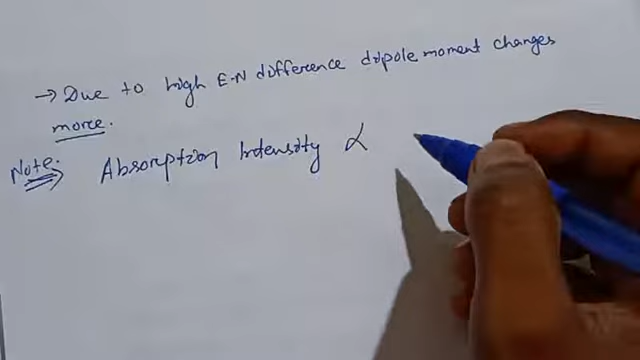 → Due to high E.N difference dipole moment changes
more.
Note. Absorption Intensity ∝